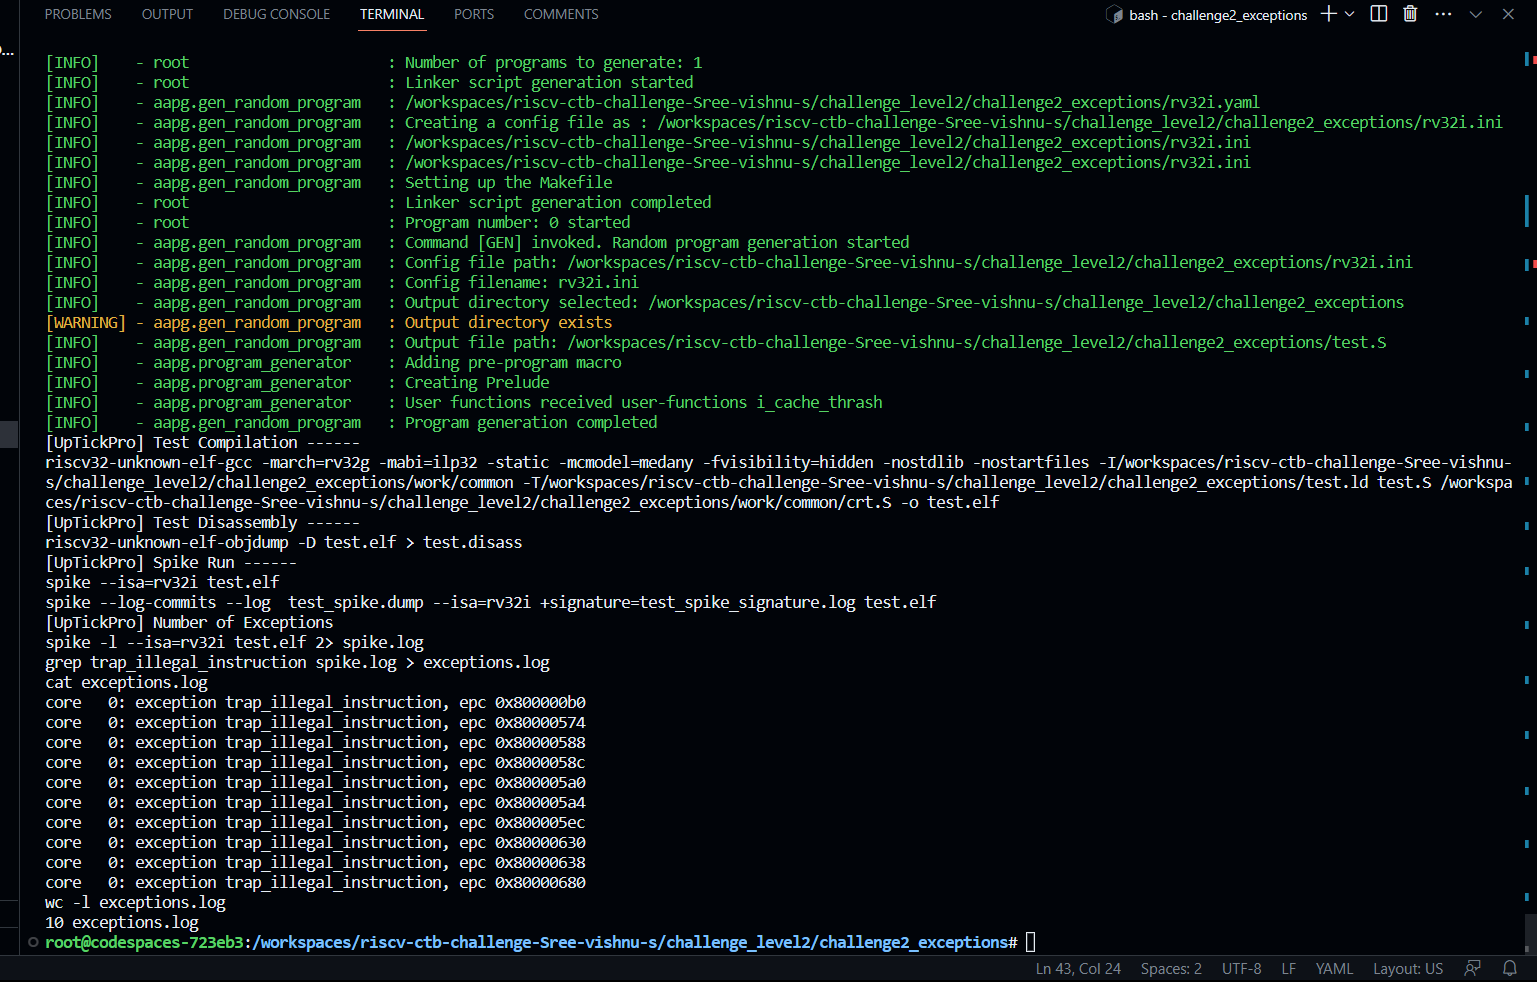 PROBLEMS OUTPUT DEBUG CONSOLE TERMINAL PORTS COMMENTS bash - challenge2_exceptions
[INFO] - root : Number of programs to generate: 1
[INFO] - root : Linker script generation started
[INFO] - aapg.gen_random_program : /workspaces/riscv-ctb-challenge-Sree-vishnu-s/challenge_level2/challenge2_exceptions/rv32i.yaml
[INFO] - aapg.gen_random_program : Creating a config file as : /workspaces/riscv-ctb-challenge-Sree-vishnu-s/challenge_level2/challenge2_exceptions/rv32i.ini
[INFO] - aapg.gen_random_program : /workspaces/riscv-ctb-challenge-Sree-vishnu-s/challenge_level2/challenge2_exceptions/rv32i.ini
[INFO] - aapg.gen_random_program : /workspaces/riscv-ctb-challenge-Sree-vishnu-s/challenge_level2/challenge2_exceptions/rv32i.ini
[INFO] - aapg.gen_random_program : Setting up the Makefile
[INFO] - root : Linker script generation completed
[INFO] - root : Program number: 0 started
[INFO] - aapg.gen_random_program : Command [GEN] invoked. Random program generation started
[INFO] - aapg.gen_random_program : Config file path: /workspaces/riscv-ctb-challenge-Sree-vishnu-s/challenge_level2/challenge2_exceptions/rv32i.ini
[INFO] - aapg.gen_random_program : Config filename: rv32i.ini
[INFO] - aapg.gen_random_program : Output directory selected: /workspaces/riscv-ctb-challenge-Sree-vishnu-s/challenge_level2/challenge2_exceptions
[WARNING] - aapg.gen_random_program : Output directory exists
[INFO] - aapg.gen_random_program : Output file path: /workspaces/riscv-ctb-challenge-Sree-vishnu-s/challenge_level2/challenge2_exceptions/test.S
[INFO] - aapg.program_generator : Adding pre-program macro
[INFO] - aapg.program_generator : Creating Prelude
[INFO] - aapg.program_generator : User functions received user-functions i_cache_thrash
[INFO] - aapg.gen_random_program : Program generation completed
[UpTickPro] Test Compilation ------
riscv32-unknown-elf-gcc -march=rv32g -mabi=ilp32 -static -mcmodel=medany -fvisibility=hidden -nostdlib -nostartfiles -I/workspaces/riscv-ctb-challenge-Sree-vishnu-
s/challenge_level2/challenge2_exceptions/work/common -T/workspaces/riscv-ctb-challenge-Sree-vishnu-s/challenge_level2/challenge2_exceptions/test.ld test.S /workspa
ces/riscv-ctb-challenge-Sree-vishnu-s/challenge_level2/challenge2_exceptions/work/common/crt.S -o test.elf
[UpTickPro] Test Disassembly ------
riscv32-unknown-elf-objdump -D test.elf > test.disass
[UpTickPro] Spike Run ------
spike --isa=rv32i test.elf
spike --log-commits --log  test_spike.dump --isa=rv32i +signature=test_spike_signature.log test.elf
[UpTickPro] Number of Exceptions
spike -l --isa=rv32i test.elf 2> spike.log
grep trap_illegal_instruction spike.log > exceptions.log
cat exceptions.log
core   0: exception trap_illegal_instruction, epc 0x800000b0
core   0: exception trap_illegal_instruction, epc 0x80000574
core   0: exception trap_illegal_instruction, epc 0x80000588
core   0: exception trap_illegal_instruction, epc 0x8000058c
core   0: exception trap_illegal_instruction, epc 0x800005a0
core   0: exception trap_illegal_instruction, epc 0x800005a4
core   0: exception trap_illegal_instruction, epc 0x800005ec
core   0: exception trap_illegal_instruction, epc 0x80000630
core   0: exception trap_illegal_instruction, epc 0x80000638
core   0: exception trap_illegal_instruction, epc 0x80000680
wc -l exceptions.log
10 exceptions.log
root@codespaces-723eb3:/workspaces/riscv-ctb-challenge-Sree-vishnu-s/challenge_level2/challenge2_exceptions#
Ln 43, Col 24 Spaces: 2 UTF-8 LF YAML Layout: US